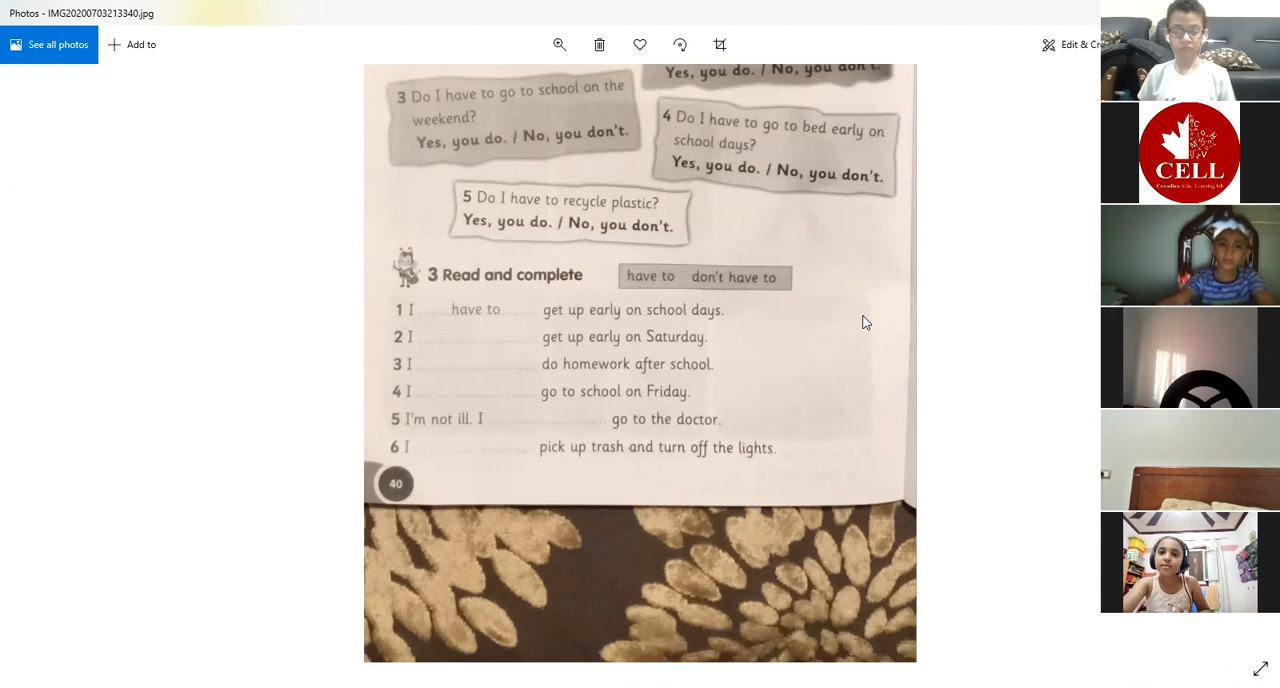 Photos - IMG20200703213340.jpg
See all photos
Add to
Edit &
Yes, you do. / No, you don't.
3 Do I have to go to school on the
weekend?
Yes, you do. / No, you don't.
4 Do I have to go to bed early on
school days?
Yes, you do. / No, you don't.
5 Do I have to recycle plastic?
Yes, you do. / No, you don't.
3 Read and complete
have to don't have to
1 I have to get up early on school days.
2 I get up early on Saturday.
3 I do homework after school.
4 I go to school on Friday.
5 I'm not ill. I go to the doctor.
6 I pick up trash and turn off the lights.
40
CELL